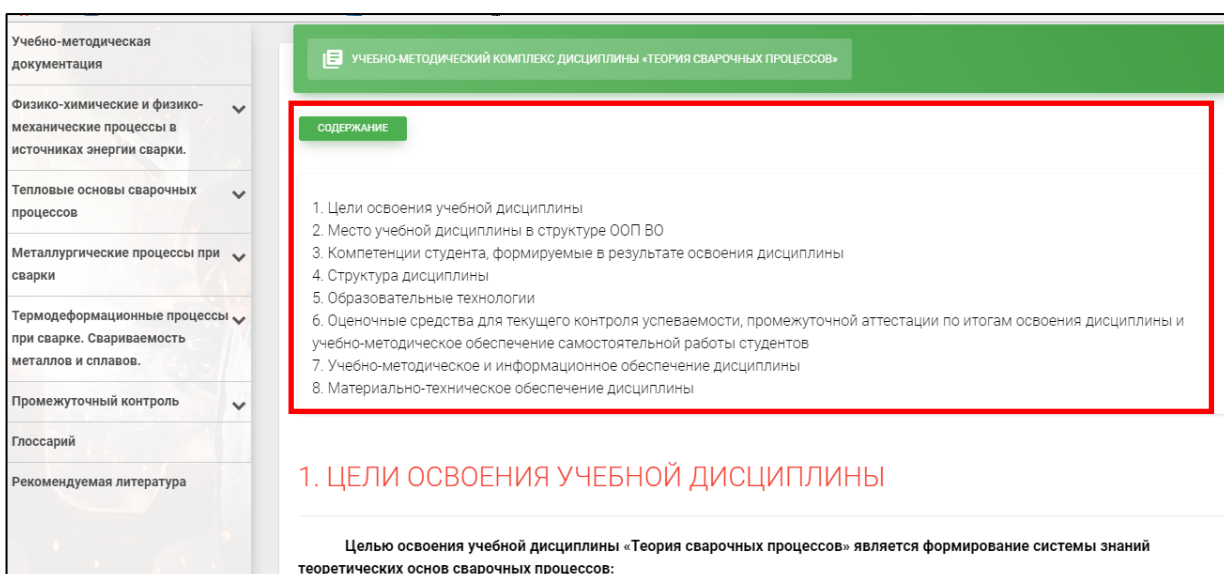 Учебно-методическая
документация
Физико-химические и физико-
механические процессы в
источниках энергии сварки.
Тепловые основы сварочных
процессов
Металлургические процессы при
сварки
Термодеформационные процессы
при сварке. Свариваемость
металлов и сплавов.
Промежуточный контроль
Глоссарий
Рекомендуемая литература
УЧЕБНО-МЕТОДИЧЕСКИЙ КОМПЛЕКС ДИСЦИПЛИНЫ «ТЕОРИЯ СВАРОЧНЫХ ПРОЦЕССОВ»
СОДЕРЖАНИЕ
1. Цели освоения учебной дисциплины
2. Место учебной дисциплины в структуре ООП ВО
3. Компетенции студента, формируемые в результате освоения дисциплины
4. Структура дисциплины
5. Образовательные технологии
6. Оценочные средства для текущего контроля успеваемости, промежуточной аттестации по итогам освоения дисциплины и
учебно-методическое обеспечение самостоятельной работы студентов
7. Учебно-методическое и информационное обеспечение дисциплины
8. Материально-техническое обеспечение дисциплины
1. ЦЕЛИ ОСВОЕНИЯ УЧЕБНОЙ ДИСЦИПЛИНЫ
Целью освоения учебной дисциплины «Теория сварочных процессов» является формирование системы знаний
теоретических основ сварочных процессов: